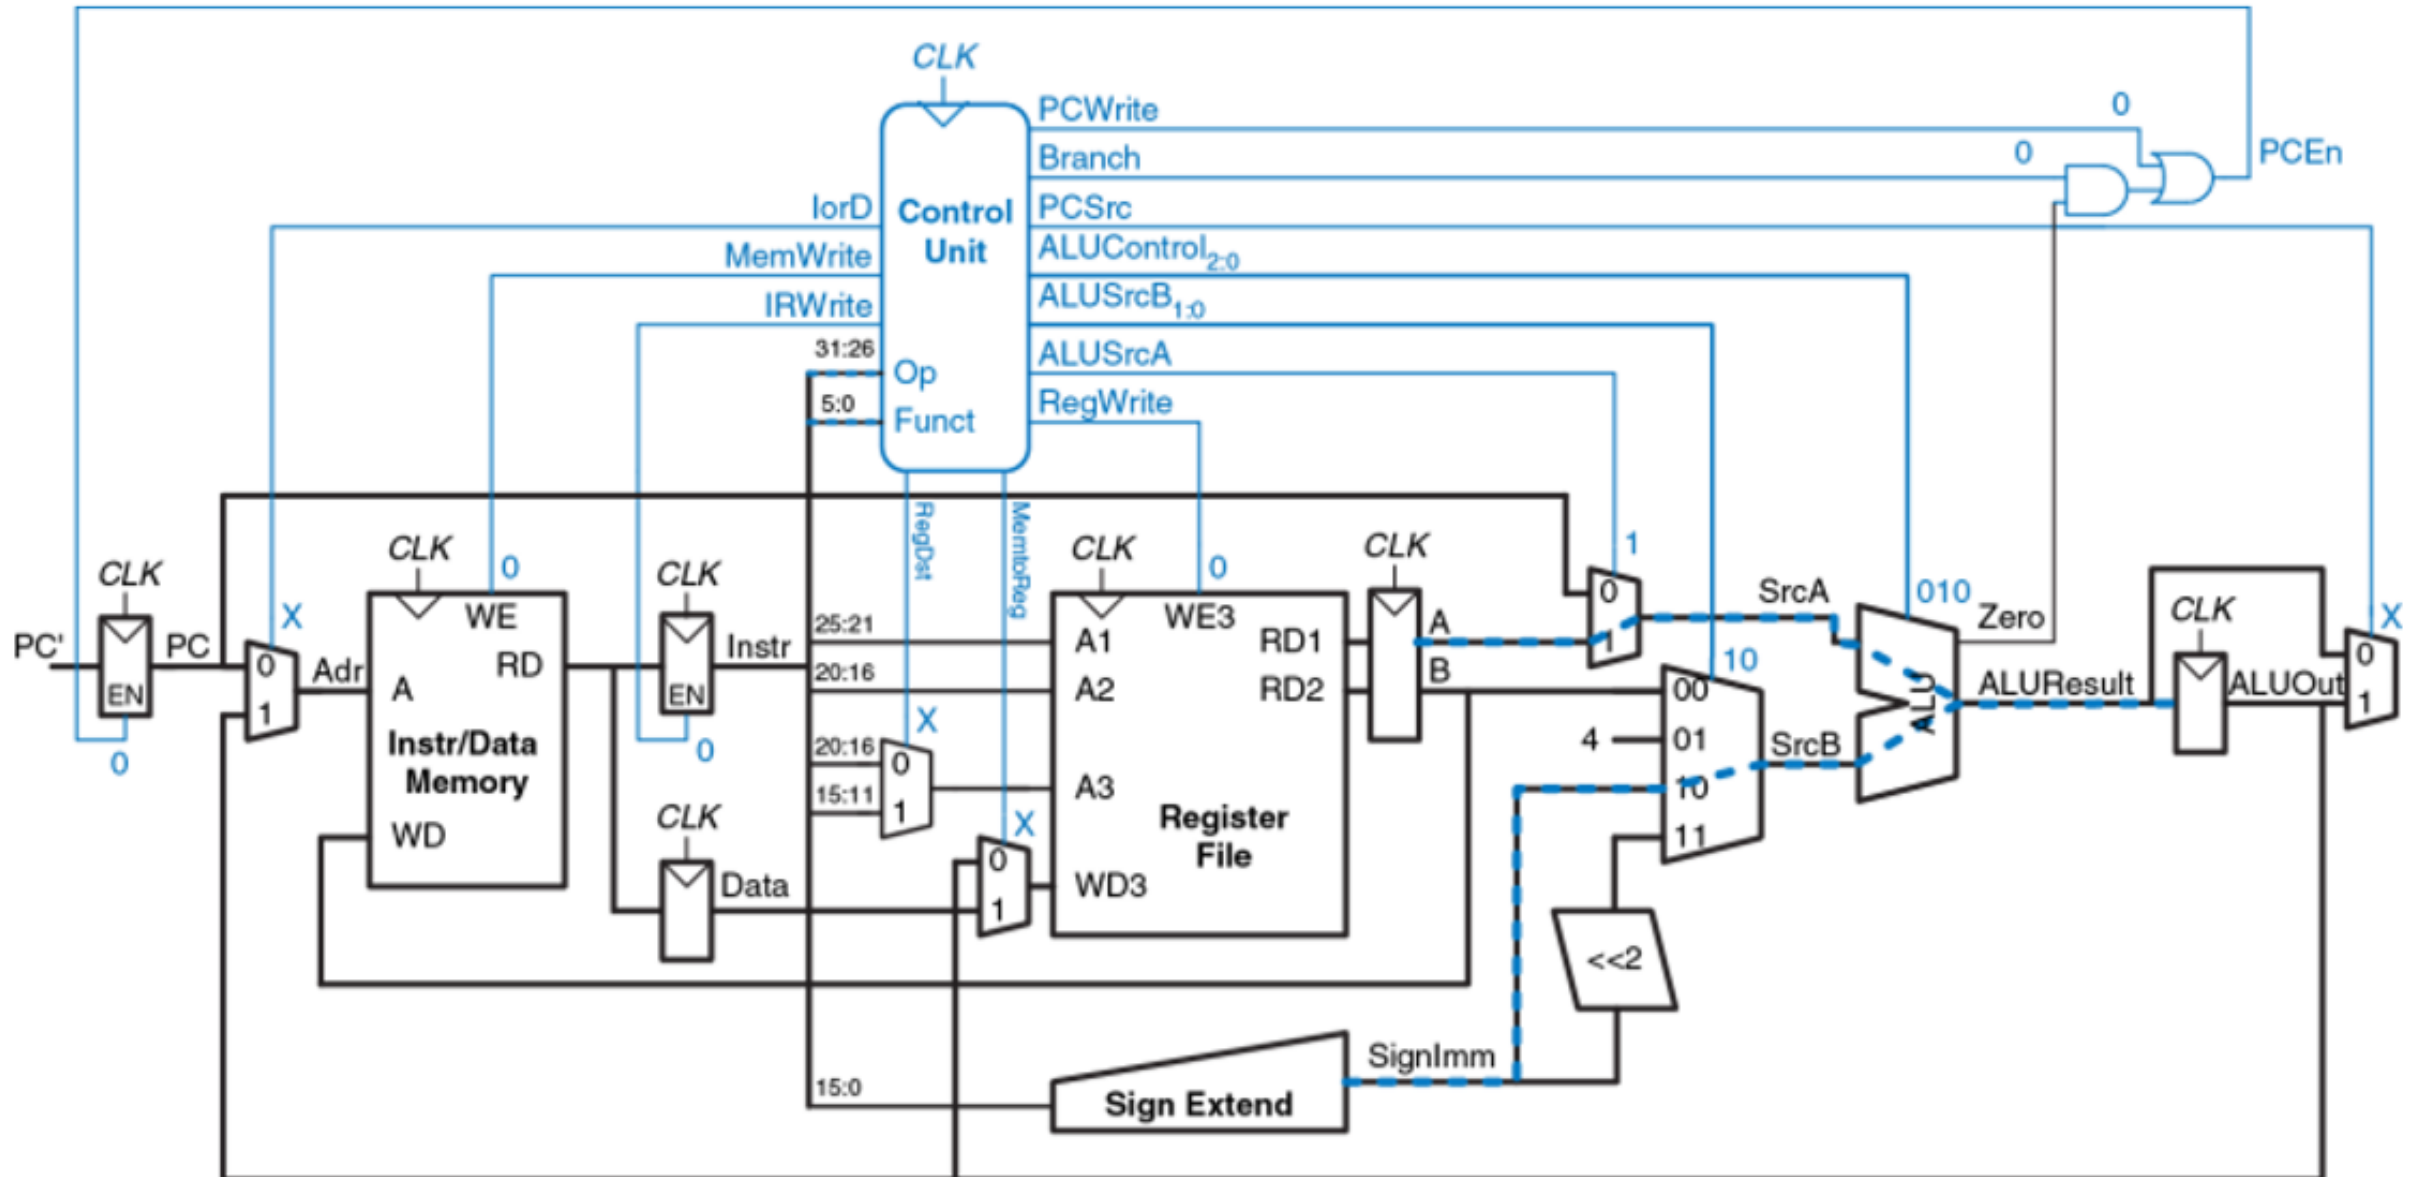 CLK
PCWrite
0
Branch
0
PCEn
IorD
Control
Unit
PCSrc
MemWrite
ALUControl2:0
IRWrite
ALUSrcB1:0
31:26
Op
ALUSrcA
5:0
Funct
RegWrite
RegDst
MemtoReg
CLK
CLK
CLK
CLK
CLK
CLK
X
0
0
1
010
X
10
PC'
PC
EN
0
0
1
Adr
WE
A
RD
Instr/Data
Memory
WD
EN
0
Instr
25:21
20:16
20:16
15:11
X
0
1
CLK
Data
X
0
1
A1
A2
A3
WD3
WE3
RD1
RD2
Register
File
A
B
0
1
SrcA
00
4
01
10
11
SrcB
ALU
Zero
ALUResult
ALUOut
0
1
<<2
15:0
Sign Extend
SignImm